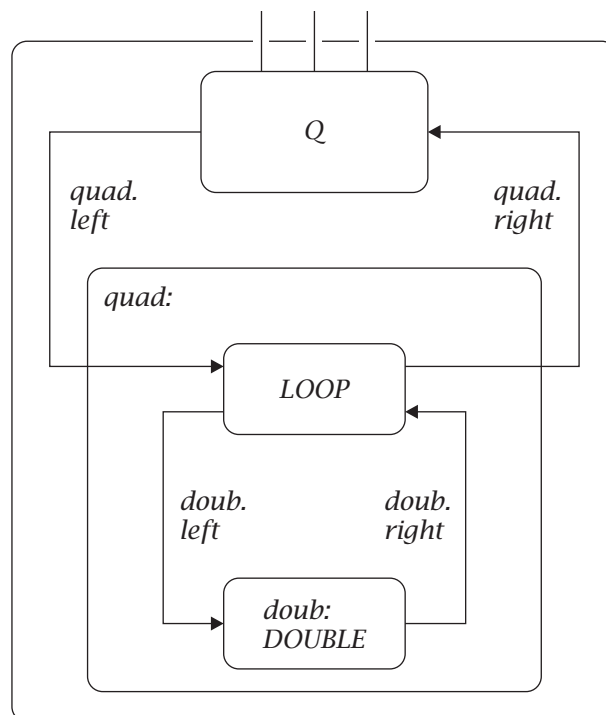 Q
quad.
left
quad.
right
quad:
LOOP
doub.
left
doub.
right
doub:
DOUBLE